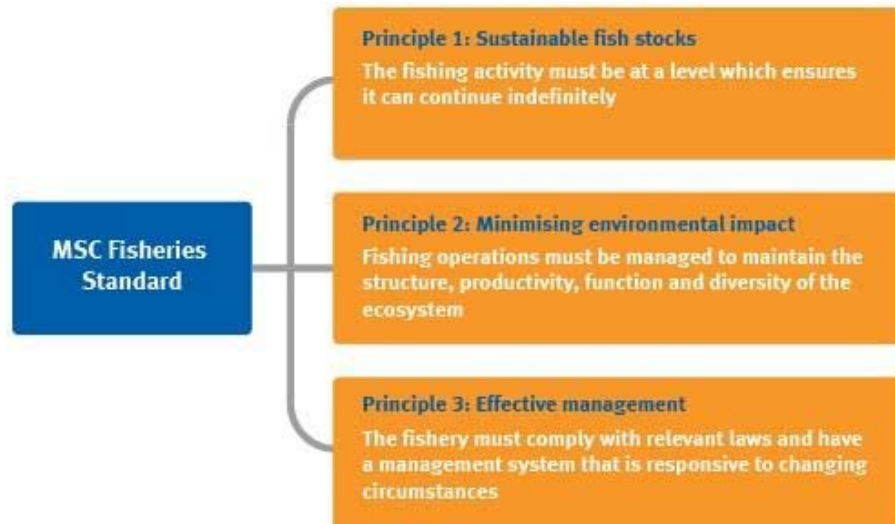 MSC Fisheries
Standard
Principle 1: Sustainable fish stocks
The fishing activity must be at a level which ensures
it can continue indefinitely
Principle 2: Minimising environmental impact
Fishing operations must be managed to maintain the
structure, productivity, function and diversity of the
ecosystem
Principle 3: Effective management
The fishery must comply with relevant laws and have
a management system that is responsive to changing
circumstances